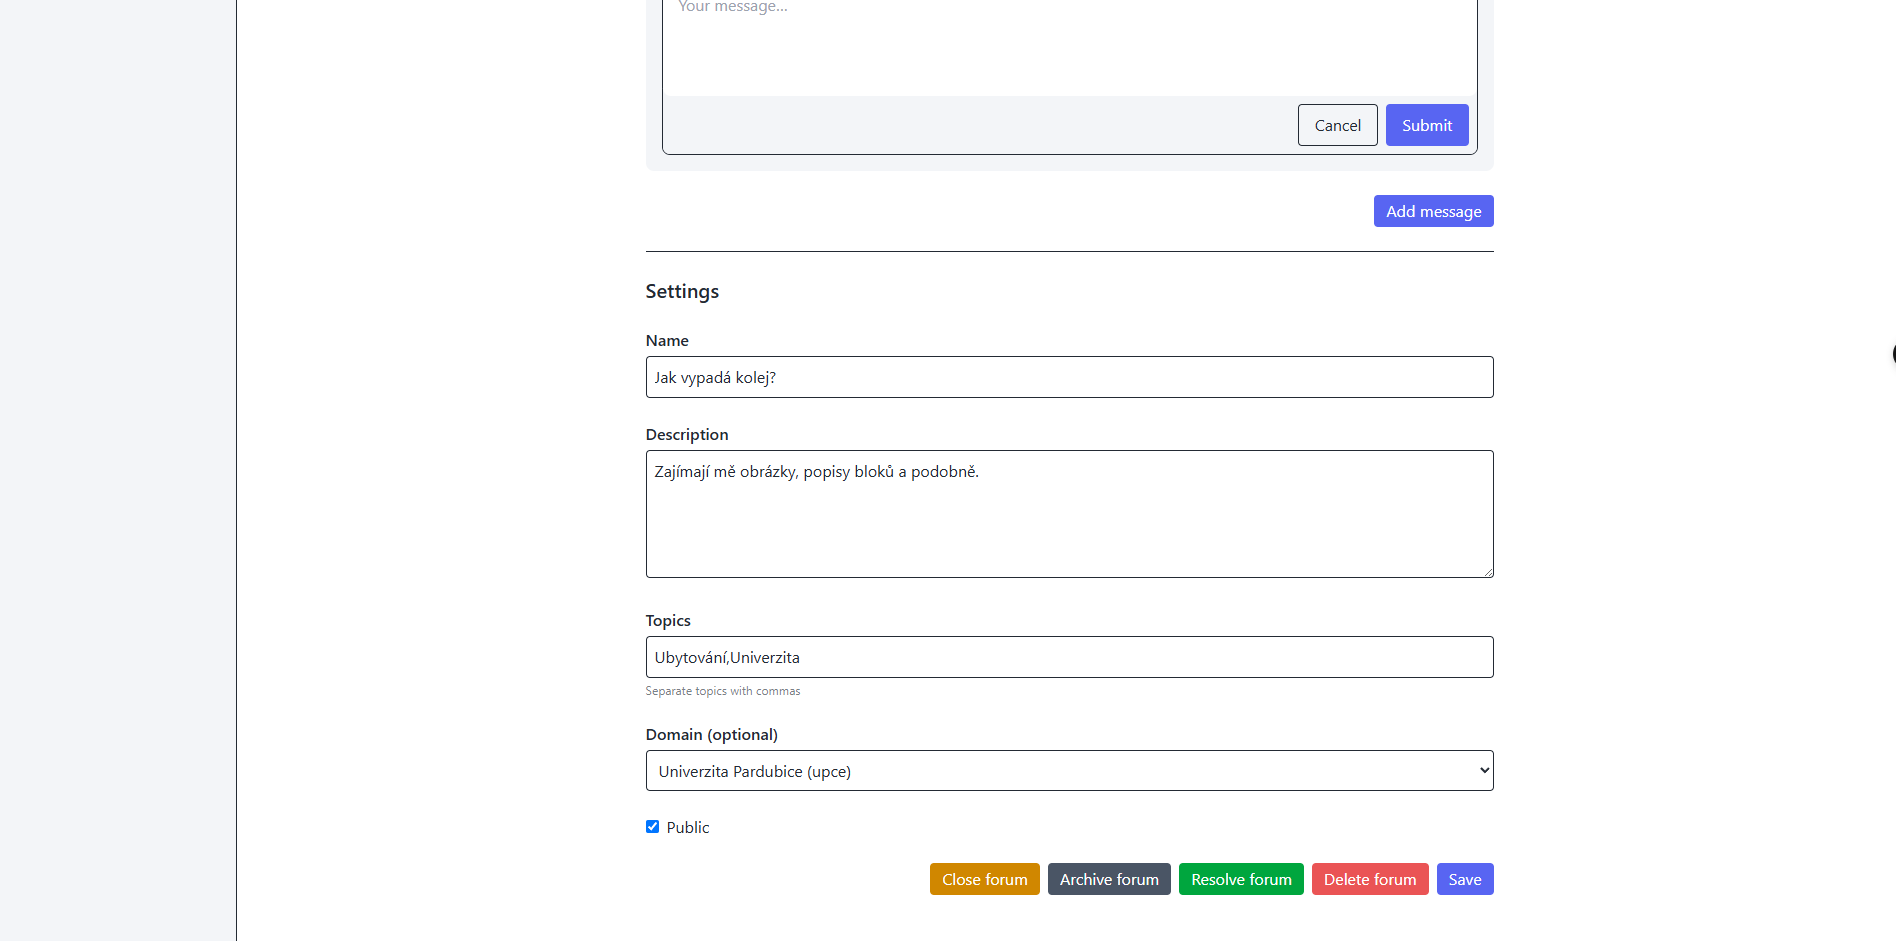 Your message...
Cancel Submit
Add message
Settings
Name
Jak vypadá kolej?
Description
Zajímají mě obrázky, popisy bloků a podobně.
Topics
Ubytování,Univerzita
Separate topics with commas
Domain (optional)
Univerzita Pardubice (upce)
Public
Close forum Archive forum Resolve forum Delete forum Save